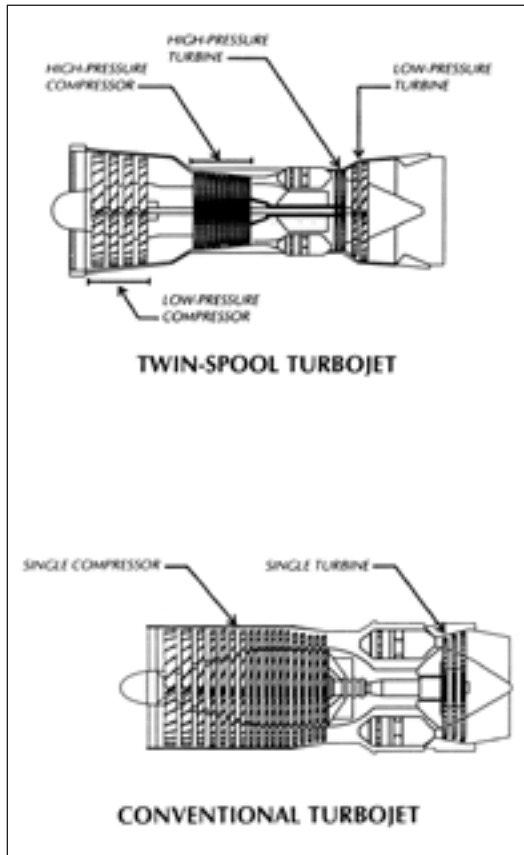 HIGH-PRESSURE
TURBINE
HIGH-PRESSURE
COMPRESSOR
LOW-PRESSURE
TURBINE
LOW-PRESSURE
COMPRESSOR
TWIN-SPOOL TURBOJET
SINGLE COMPRESSOR
SINGLE TURBINE
CONVENTIONAL TURBOJET